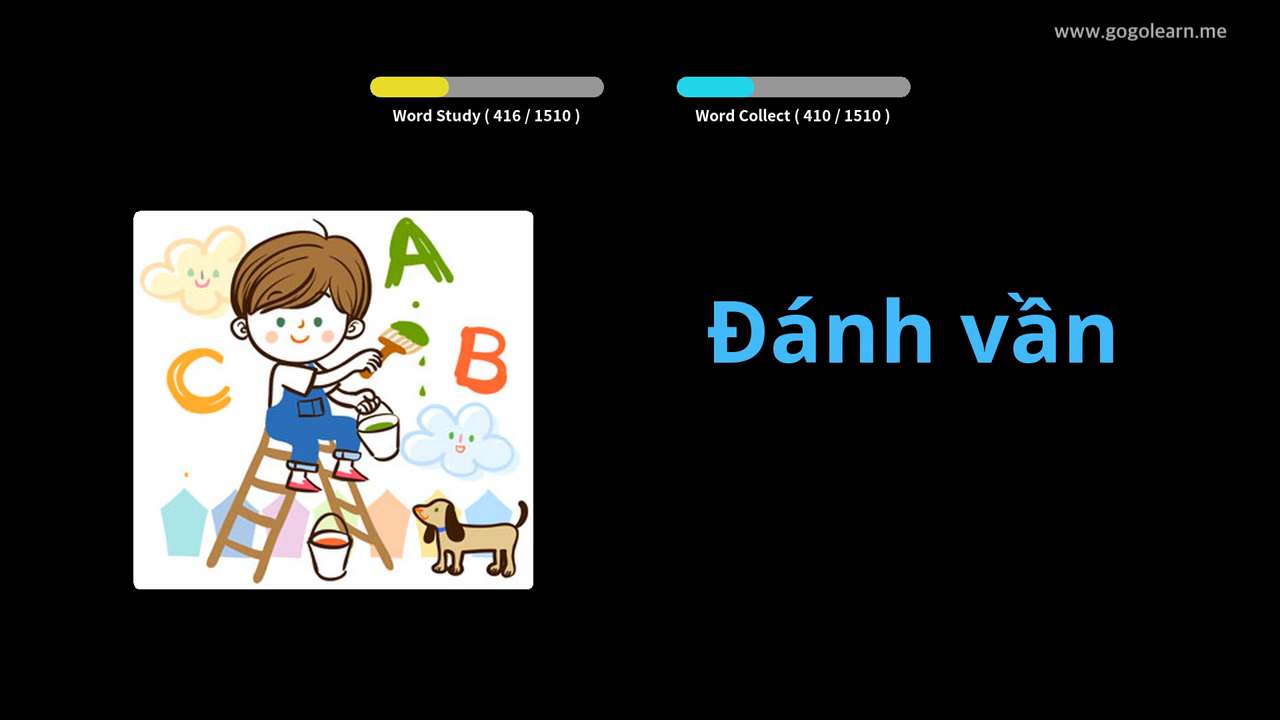 www.gogolearn.me
Word Study ( 416 / 1510 )
Word Collect ( 410 / 1510 )
A
B
C
Đánh vần